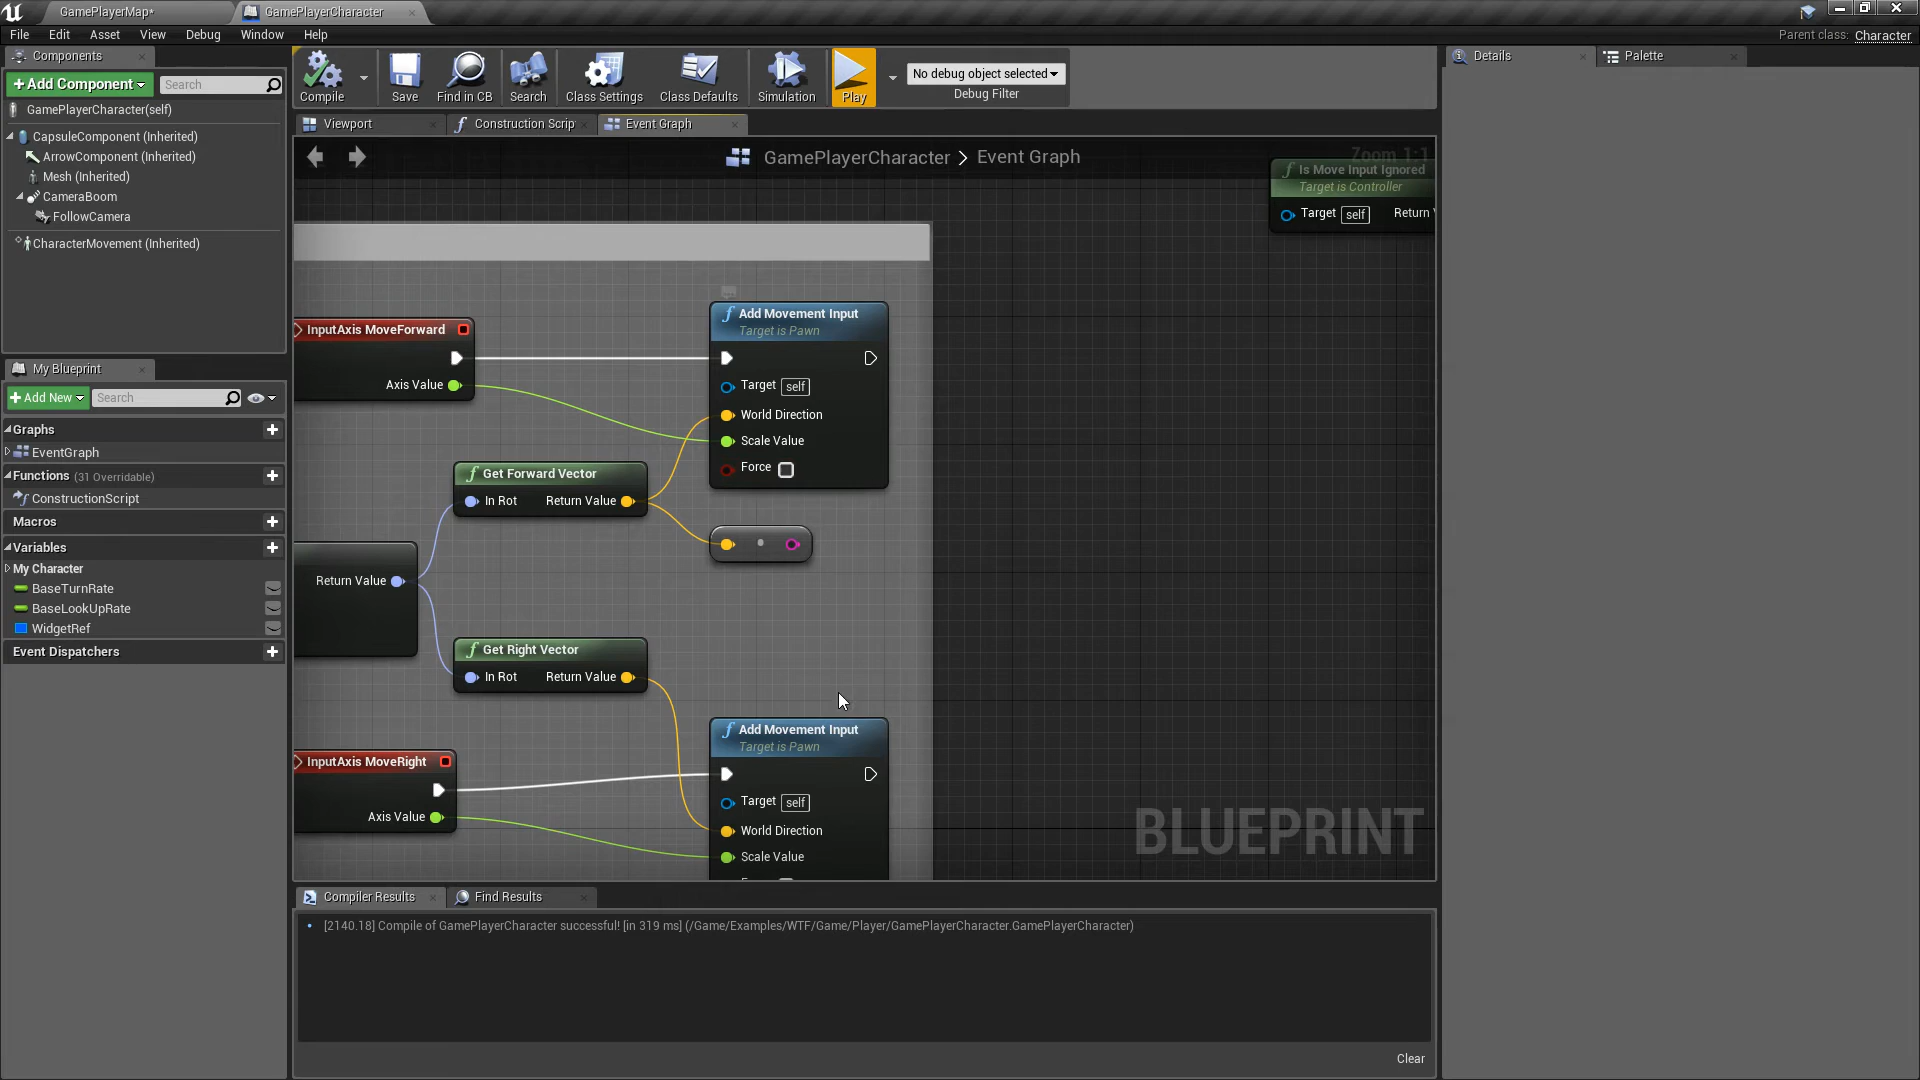 GamePlayerMap*
GamePlayerCharacter
File Edit Asset View Debug Window Help
Parent class: Character
Components
+Add Component
Search
GamePlayerCharacter(self)
CapsuleComponent (Inherited)
ArrowComponent (Inherited)
Mesh (Inherited)
CameraBoom
FollowCamera
CharacterMovement (Inherited)
My Blueprint
+Add New
Search
Graphs
EventGraph
Functions (31 Overridable)
ConstructionScript
Macros
Variables
My Character
BaseTurnRate
BaseLookUpRate
WidgetRef
Event Dispatchers
Compile
Save
Find in CB
Search
Class Settings
Class Defaults
Simulation
Play
No debug object selected
Debug Filter
Viewport
Construction Scrip
Event Graph
GamePlayerCharacter > Event Graph
Zoom 1:1
Is Move Input Ignored
Target is Controller
Target self Return V
InputAxis MoveForward
Axis Value
Add Movement Input
Target is Pawn
Target self
World Direction
Scale Value
Force
Get Forward Vector
In Rot Return Value
Return Value
Get Right Vector
In Rot Return Value
InputAxis MoveRight
Axis Value
Add Movement Input
Target is Pawn
Target self
World Direction
Scale Value
BLUEPRINT
Compiler Results
Find Results
[2140.18] Compile of GamePlayerCharacter successful! [in 319 ms] (/Game/Examples/WTF/Game/Player/GamePlayerCharacter.GamePlayerCharacter)
Clear
Details
Palette